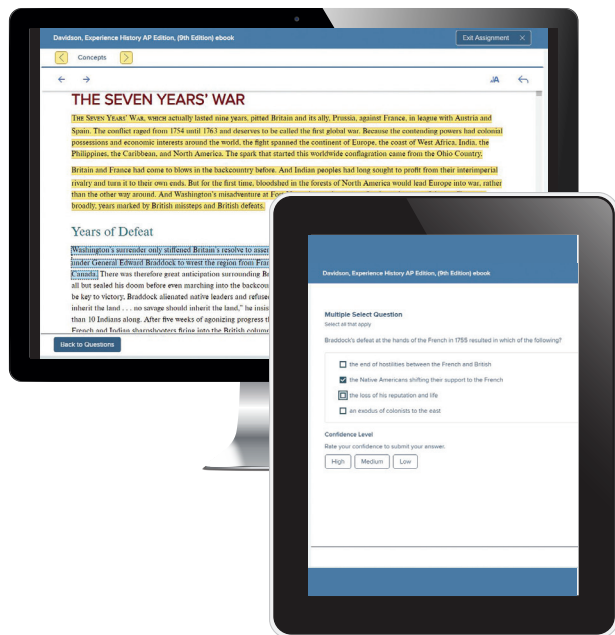 Davidson, Experience History AP Edition, (9th Edition) ebook
Exit Assignment ×
Concepts
THE SEVEN YEARS' WAR
THE SEVEN YEARS' WAR, WHICH actually lasted nine years, pitted Britain and its ally, Prussia, against France, in league with Austria and
Spain. The conflict raged from 1754 until 1763 and deserves to be called the first global war. Because the contending powers had colonial
possessions and economic interests around the world, the fight spanned the continent of Europe, the coast of West Africa, India, the
Philippines, the Caribbean, and North America. The spark that started this worldwide conflagration came from the Ohio Country.
Britain and France had come to blows in the backcountry before. And Indian peoples had long sought to profit from their interimperial
rivalry and turn it to their own ends. But for the first time, bloodshed in the forests of North America would lead Europe into war, rather
than the other way around. And Washington's misadventure at Fort
broadly, years marked by British missteps and British defeats.
Years of Defeat
Washington's surrender only stiffened Britain's resolve to asser
under General Edward Braddock to wrest the region from Fran
Canada. There was therefore great anticipation surrounding Br
all but sealed his doom before even marching into the backcoun
be key to victory, Braddock alienated native leaders and refuse
inherit the land . . . no savage should inherit the land," he insis
than 10 Indians along. After five weeks of agonizing progress th
French and Indian sharpshooters firing into the British column
Back to Questions
Davidson, Experience History AP Edition, (9th Edition) ebook
Multiple Select Question
Select all that apply
Braddock's defeat at the hands of the French in 1755 resulted in which of the following?
the end of hostilities between the French and British
the Native Americans shifting their support to the French
the loss of his reputation and life
an exodus of colonists to the east
Confidence Level
Rate your confidence to submit your answer.
High Medium Low